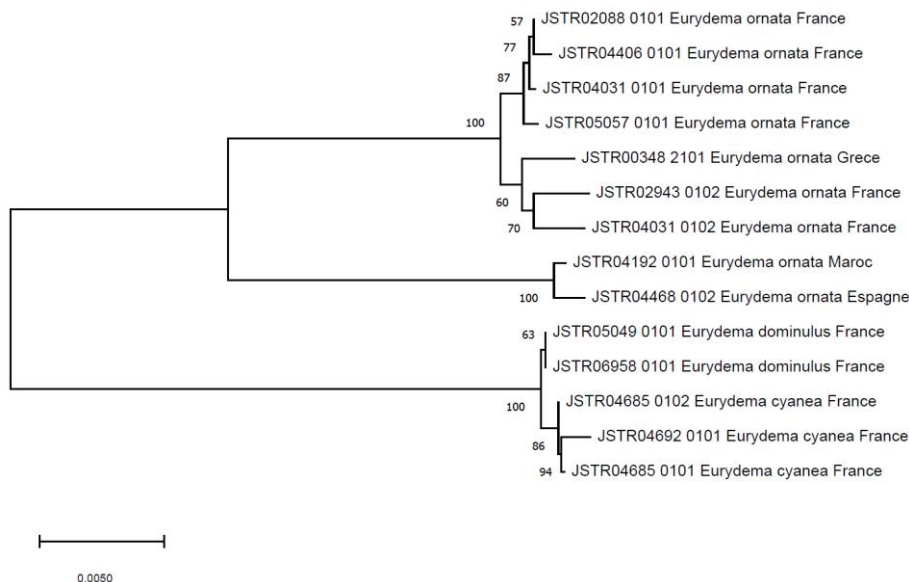 57
JSTR02088 0101 Eurydema ornata France
77
JSTR04406 0101 Eurydema ornata France
87
JSTR04031 0101 Eurydema ornata France
100
JSTR05057 0101 Eurydema ornata France
JSTR00348 2101 Eurydema ornata Grece
60
JSTR02943 0102 Eurydema ornata France
70
JSTR04031 0102 Eurydema ornata France
JSTR04192 0101 Eurydema ornata Maroc
100
JSTR04468 0102 Eurydema ornata Espagne
63
JSTR05049 0101 Eurydema dominulus France
JSTR06958 0101 Eurydema dominulus France
100
JSTR04685 0102 Eurydema cyanea France
86
JSTR04692 0101 Eurydema cyanea France
94
JSTR04685 0101 Eurydema cyanea France
0.0050